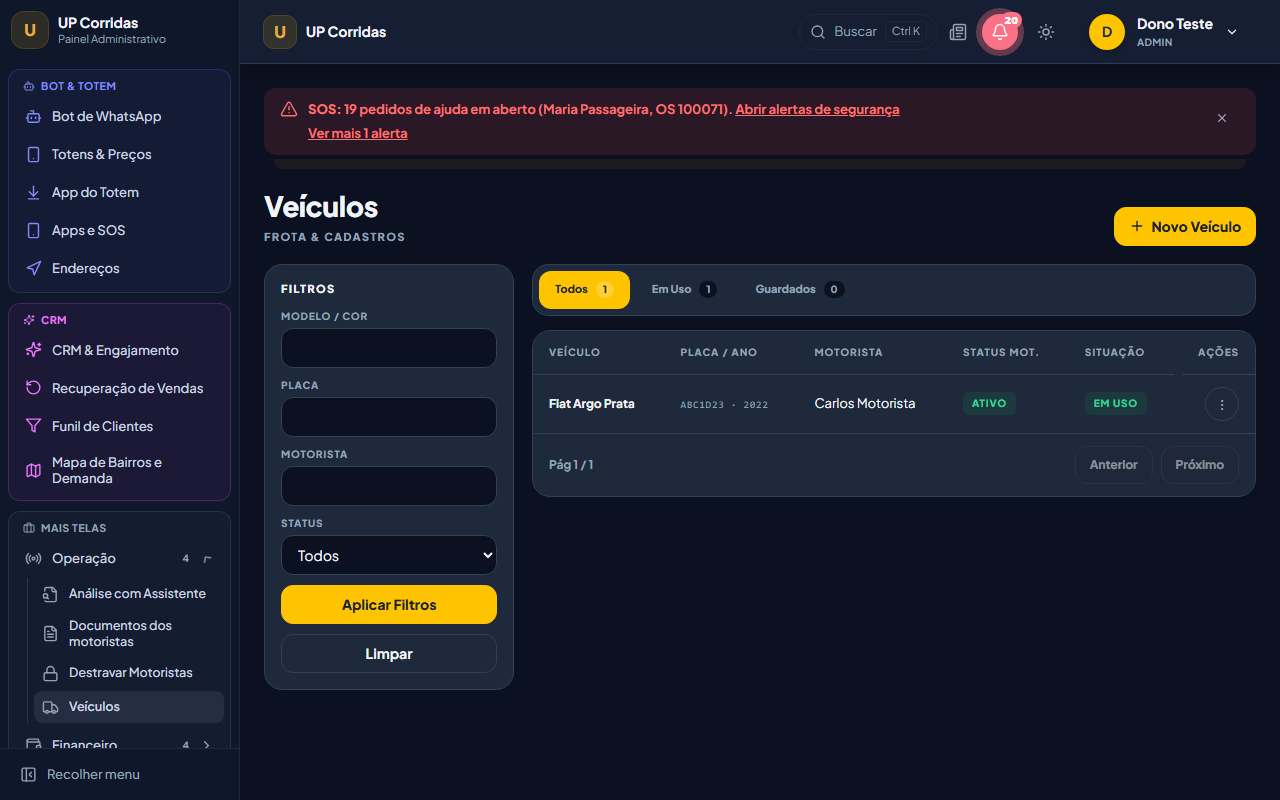 U
UP Corridas
Painel Administrativo
BOT & TOTEM
Bot de WhatsApp
Totens & Preços
App do Totem
Apps e SOS
Endereços
CRM
CRM & Engajamento
Recuperação de Vendas
Funil de Clientes
Mapa de Bairros e
Demanda
MAIS TELAS
Operação 4
Análise com Assistente
Documentos dos
motoristas
Destravar Motoristas
Veículos
Financeiro 4
Recolher menu
U UP Corridas
Buscar Ctrl K
20
D
Dono Teste
ADMIN
SOS: 19 pedidos de ajuda em aberto (Maria Passageira, OS 100071). Abrir alertas de segurança
Ver mais 1 alerta
Veículos
FROTA & CADASTROS
Novo Veículo
FILTROS
MODELO / COR
PLACA
MOTORISTA
STATUS
Todos
Aplicar Filtros
Limpar
Todos 1 Em Uso 1 Guardados 0
VEÍCULO PLACA / ANO MOTORISTA STATUS MOT. SITUAÇÃO AÇÕES
Fiat Argo Prata ABC1D23 · 2022 Carlos Motorista ATIVO EM USO
Pág 1 / 1 Anterior Próximo